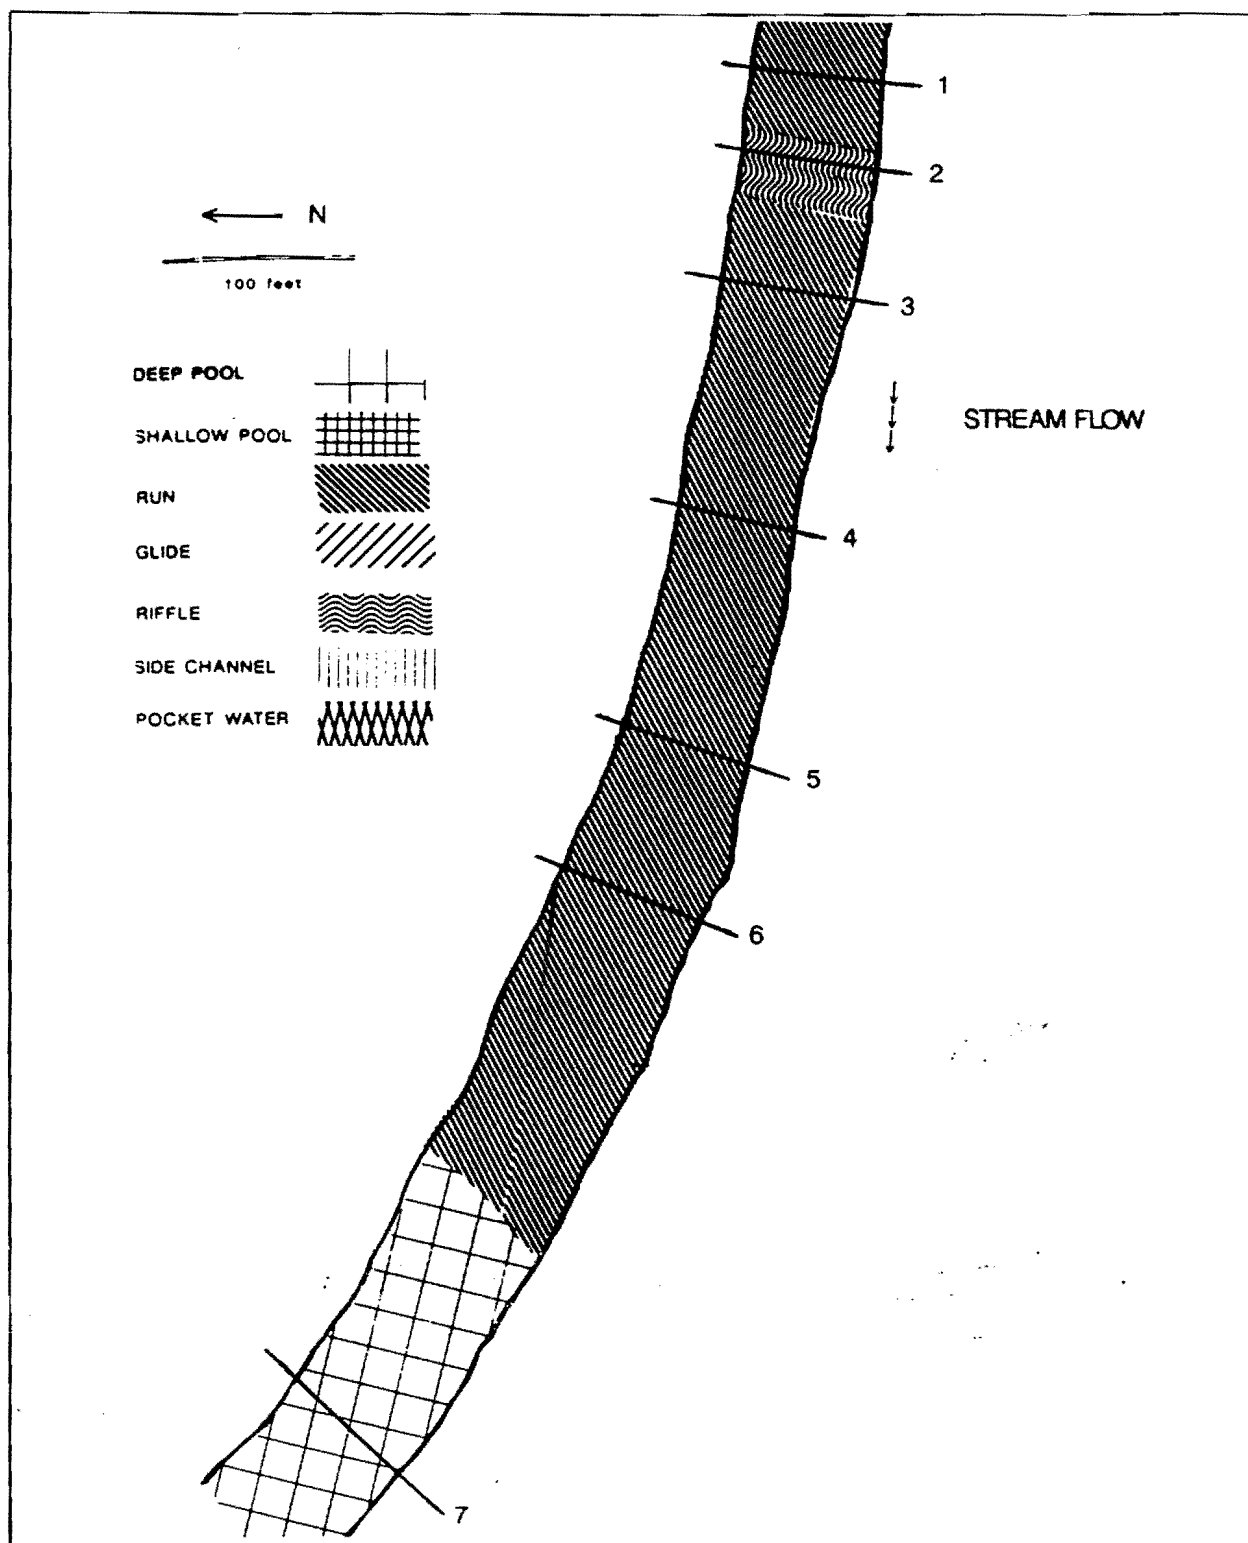 1
2
N
100 feet
3
DEEP POOL
STREAM FLOW
SHALLOW POOL
RUN
4
GLIDE
RIFFLE
SIDE CHANNEL
POCKET WATER
5
6
7